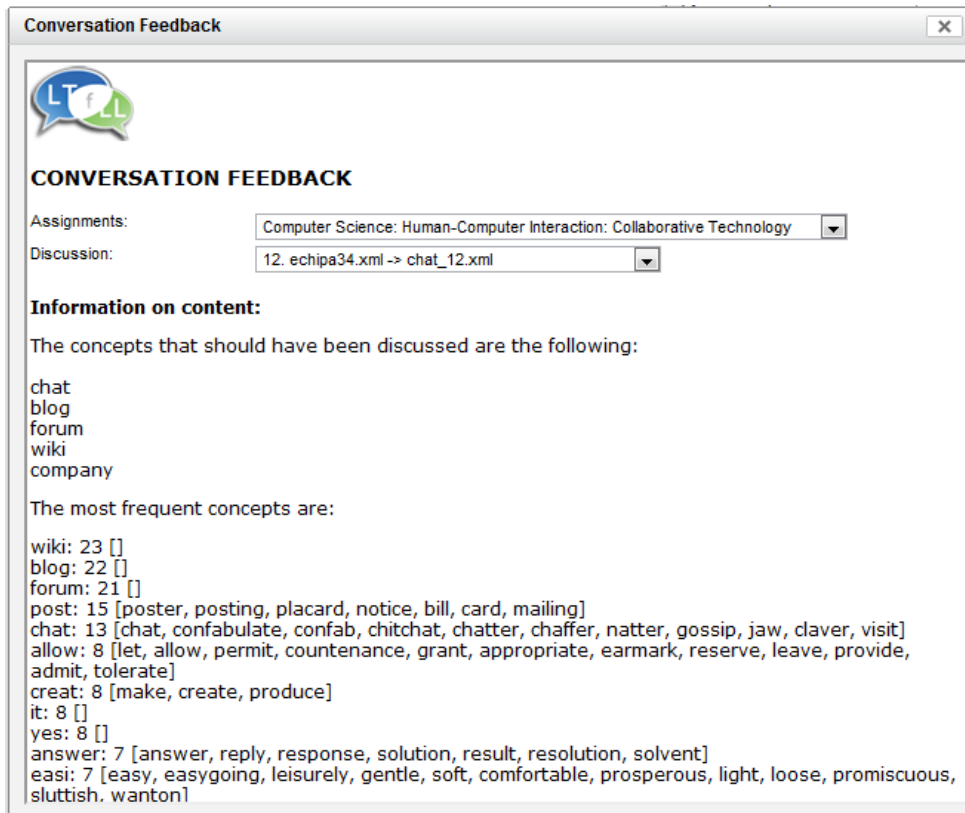 Conversation Feedback
LT f LL
CONVERSATION FEEDBACK
Assignments:
Computer Science: Human-Computer Interaction: Collaborative Technology
Discussion:
12. echipa34.xml -> chat_12.xml
Information on content:
The concepts that should have been discussed are the following:
chat
blog
forum
wiki
company
The most frequent concepts are:
wiki: 23 []
blog: 22 []
forum: 21 []
post: 15 [poster, posting, placard, notice, bill, card, mailing]
chat: 13 [chat, confabulate, confab, chitchat, chatter, chaffer, natter, gossip, jaw, claver, visit]
allow: 8 [let, allow, permit, countenance, grant, appropriate, earmark, reserve, leave, provide,
admit, tolerate]
creat: 8 [make, create, produce]
it: 8 []
yes: 8 []
answer: 7 [answer, reply, response, solution, result, resolution, solvent]
easi: 7 [easy, easygoing, leisurely, gentle, soft, comfortable, prosperous, light, loose, promiscuous,
sluttish, wanton]